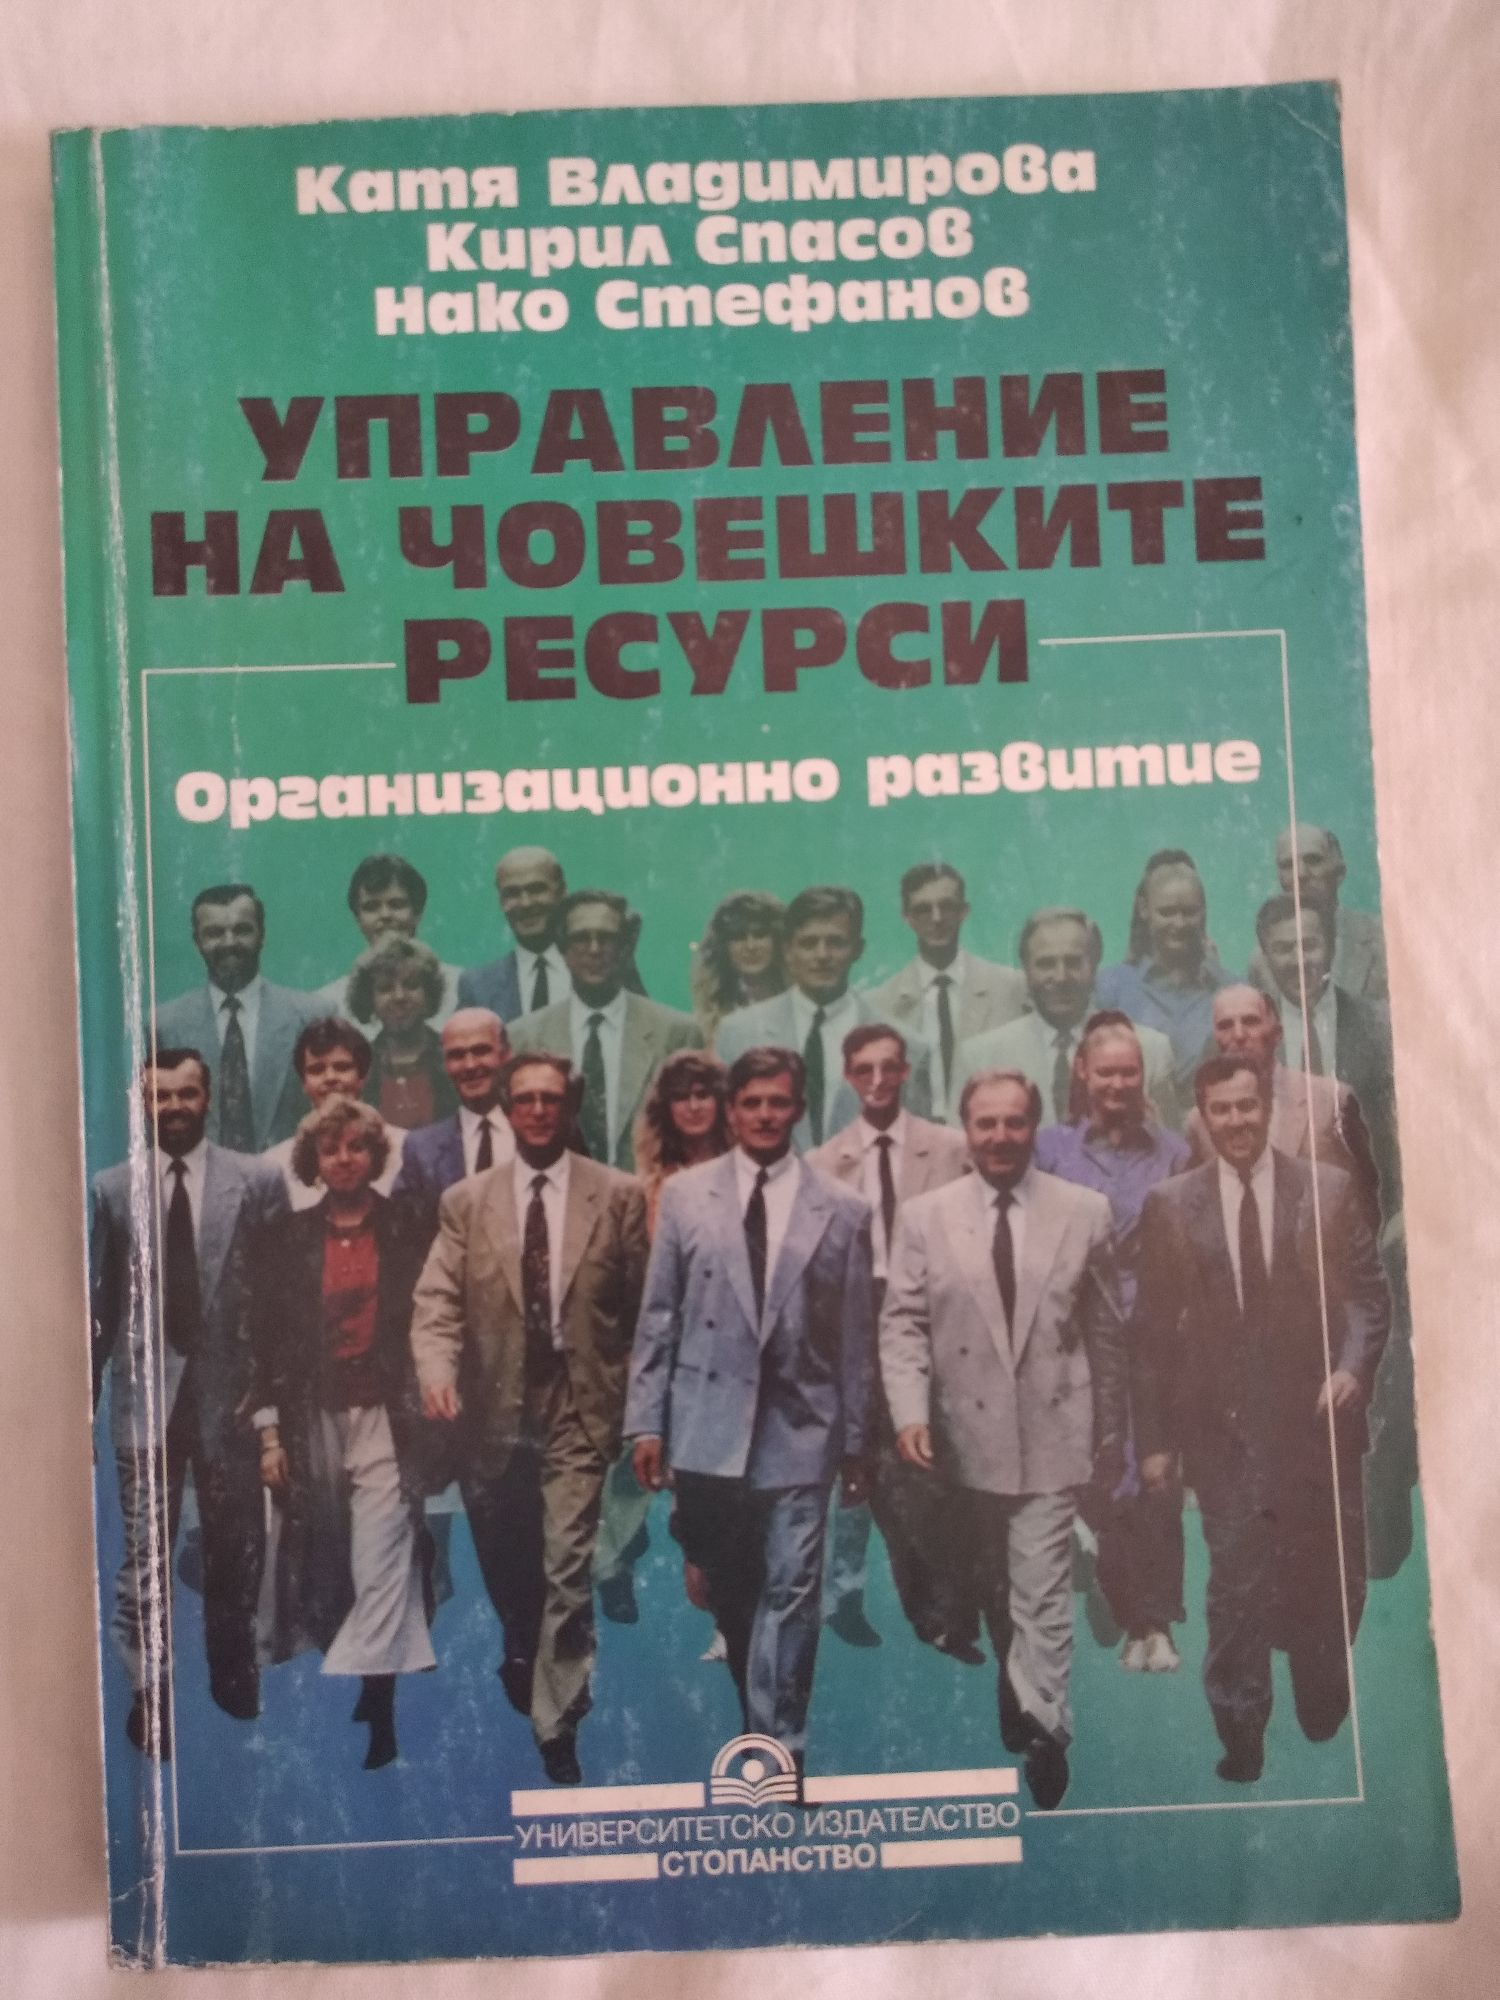 Катя Владимирова
Кирил Спасов
Нако Стефанов
УПРАВЛЕНИЕ
НА ЧОВЕШКИТЕ
РЕСУРСИ
Организационно развитие
УНИВЕРСИТЕТСКО ИЗДАТЕЛСТВО
СТОПАНСТВО